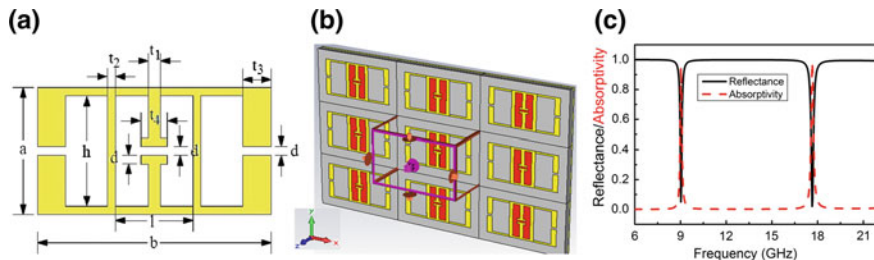 (a)
t₁
t₂
t₃
t₄
a
h
d
d
d
l
b
(b)
y
z
x
(c)
Reflectance/Absorptivity
1.0
0.8
0.6
0.4
0.2
0.0
Reflectance
Absorptivity
6
9
12
15
18
21
Frequency (GHz)